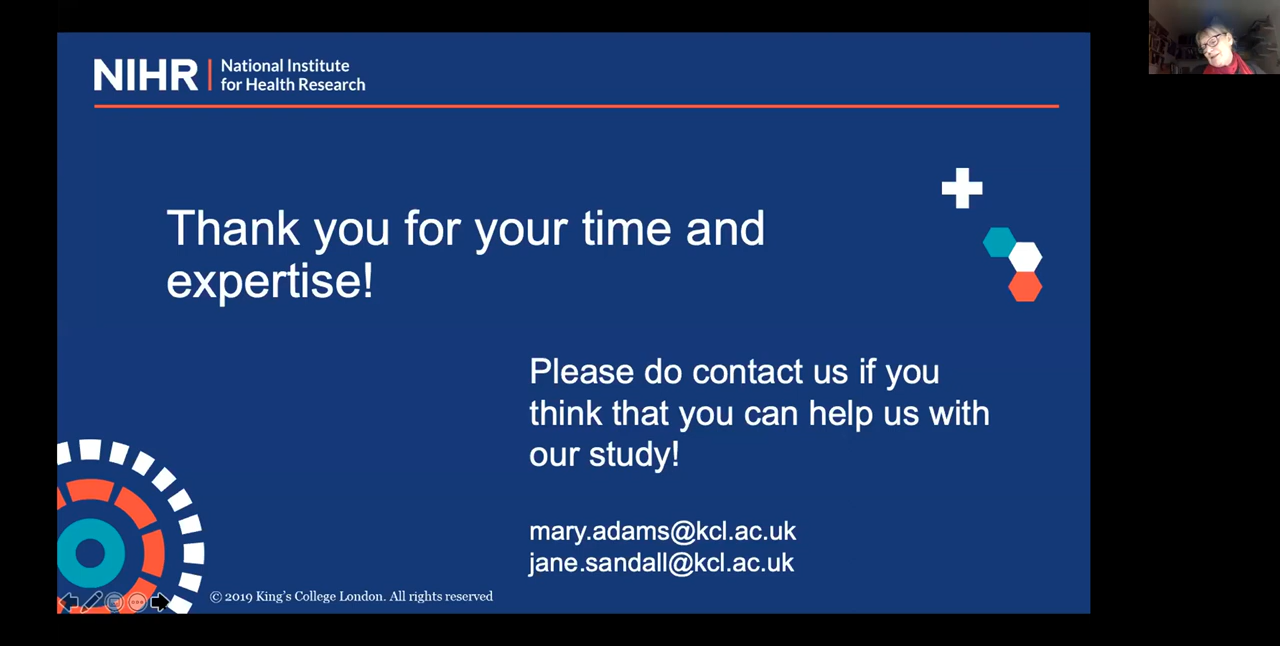 NIHR
National Institute
for Health Research
Thank you for your time and
expertise!
Please do contact us if you
think that you can help us with
our study!
mary.adams@kcl.ac.uk
jane.sandall@kcl.ac.uk
© 2019 King's College London. All rights reserved